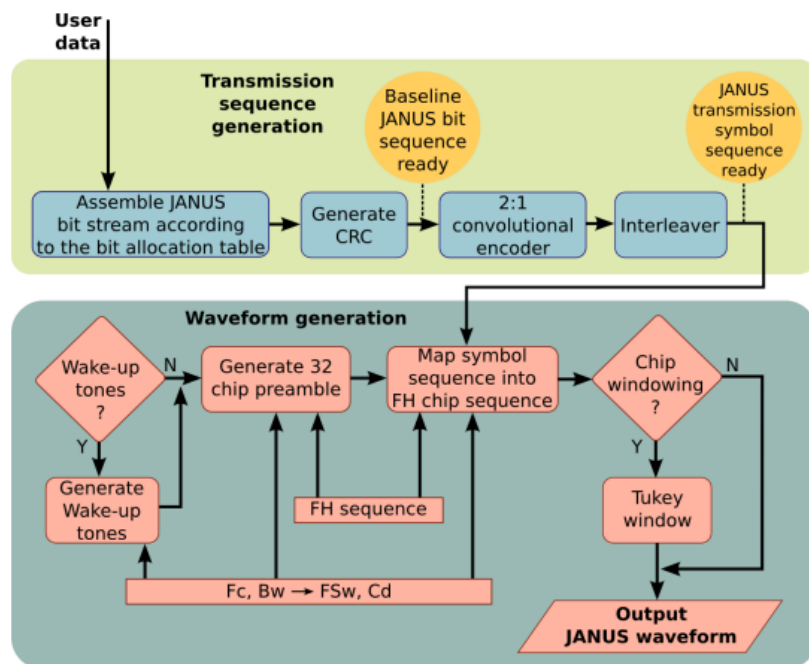 User
data
Transmission
sequence
generation
Baseline
JANUS bit
sequence
ready
JANUS
transmission
symbol
sequence
ready
Assemble JANUS
bit stream according
to the bit allocation table
Generate
CRC
2:1
convolutional
encoder
Interleaver
Waveform generation
Wake-up
tones
?
N
Y
Generate
Wake-up
tones
Generate 32
chip preamble
Map symbol
sequence into
FH chip sequence
Chip
windowing
?
N
Y
Tukey
window
FH sequence
Fc, Bw → FSw, Cd
Output
JANUS waveform